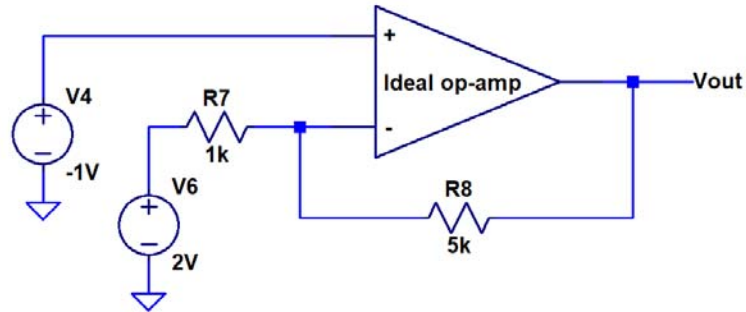 +
Ideal op-amp
-
Vout
V4
+
-
-1V
R7
1k
V6
+
-
2V
R8
5k